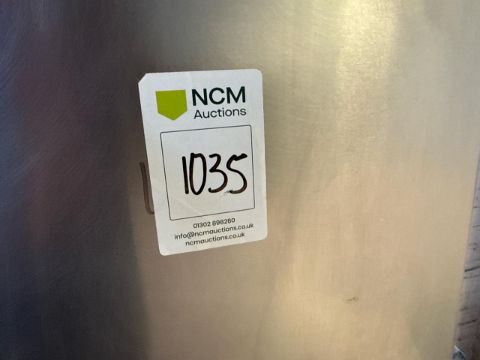 NCM
Auctions
1035
01302 898260
info@ncmauctions.co.uk
ncmauctions.co.uk